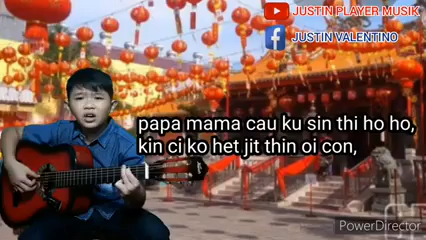 JUSTIN PLAYER MUSIK
JUSTIN VALENTINO
papa mama cau ku sin thi ho ho,
kin ci ko het jit thin oi con,
PowerDirector